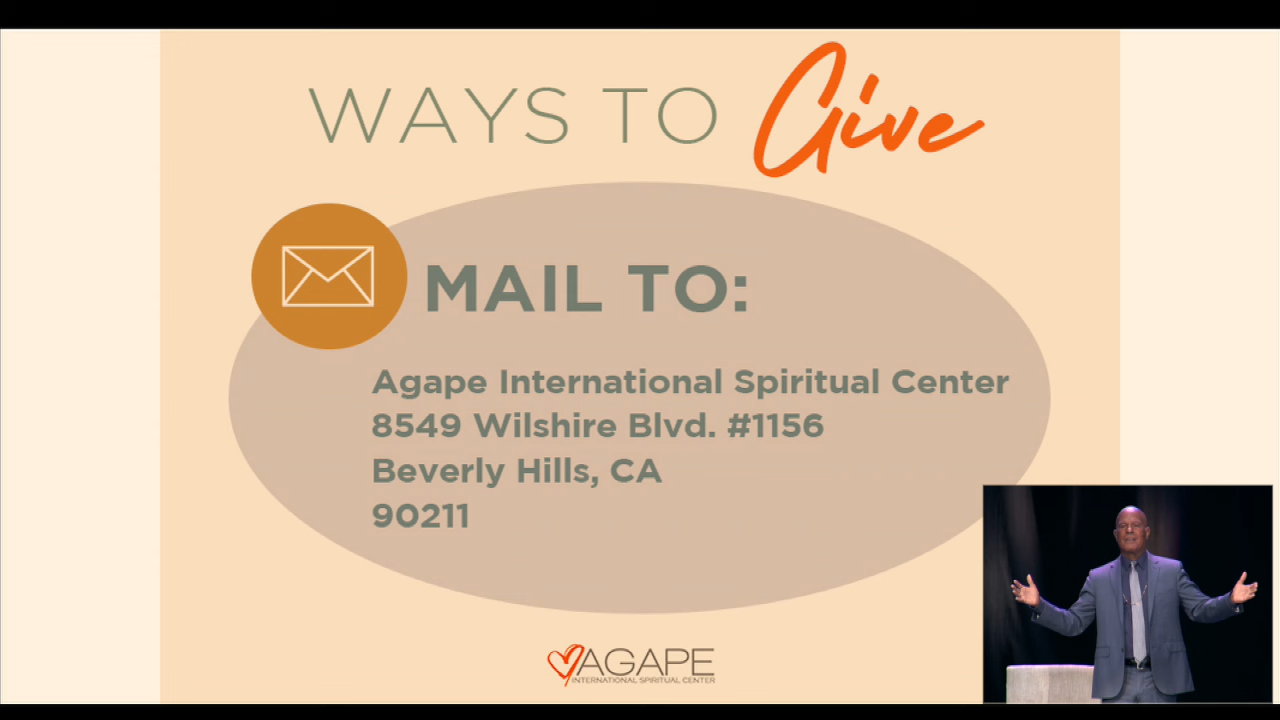 WAYS TO Give
MAIL TO:
Agape International Spiritual Center
8549 Wilshire Blvd. #1156
Beverly Hills, CA
90211
AGAPE
INTERNATIONAL SPIRITUAL CENTER